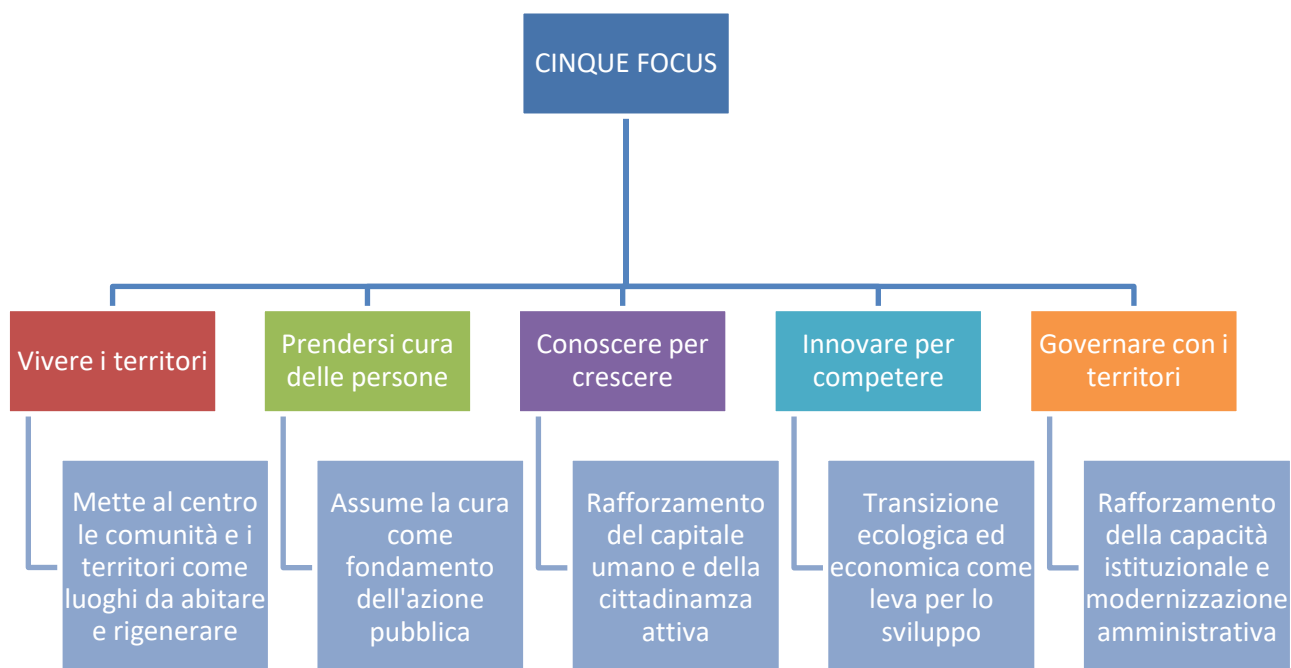 CINQUE FOCUS
Vivere i territori
Prendersi cura
delle persone
Conoscere per
crescere
Innovare per
competere
Governare con i
territori
Mette al centro
le comunità e i
territori come
luoghi da abitare
e rigenerare
Assume la cura
come
fondamento
dell'azione
pubblica
Rafforzamento
del capitale
umano e della
cittadinamza
attiva
Transizione
ecologica ed
economica come
leva per lo
sviluppo
Rafforzamento
della capacità
istituzionale e
modernizzazione
amministrativa